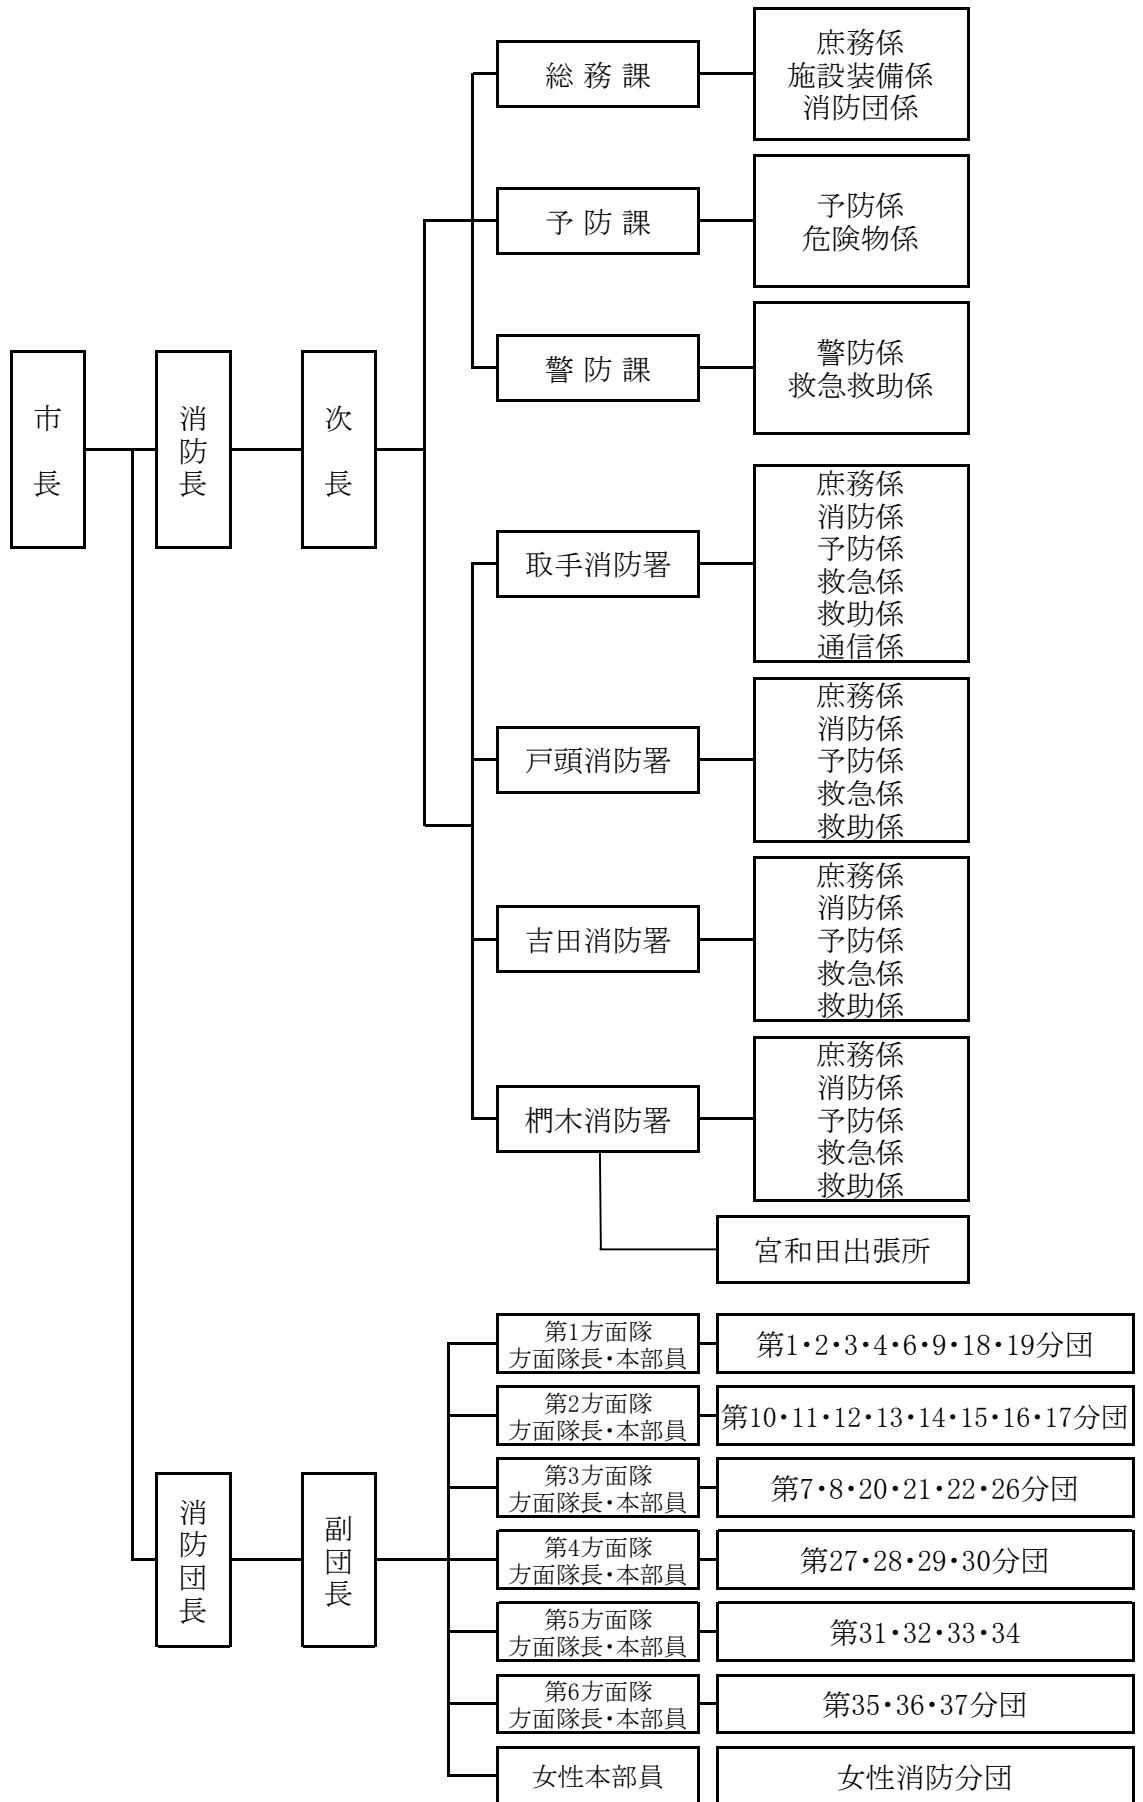 総務課
庶務係
施設装備係
消防団係
予防課
予防係
危険物係
警防課
警防係
救急救助係
市長
消防長
次長
取手消防署
庶務係
消防係
予防係
救急係
救助係
通信係
戸頭消防署
庶務係
消防係
予防係
救急係
救助係
吉田消防署
庶務係
消防係
予防係
救急係
救助係
椚木消防署
庶務係
消防係
予防係
救急係
救助係
宮和田出張所
消防団長
副団長
第1方面隊
方面隊長・本部員
第1・2・3・4・6・9・18・19分団
第2方面隊
方面隊長・本部員
第10・11・12・13・14・15・16・17分団
第3方面隊
方面隊長・本部員
第7・8・20・21・22・26分団
第4方面隊
方面隊長・本部員
第27・28・29・30分団
第5方面隊
方面隊長・本部員
第31・32・33・34
第6方面隊
方面隊長・本部員
第35・36・37分団
女性本部員
女性消防分団